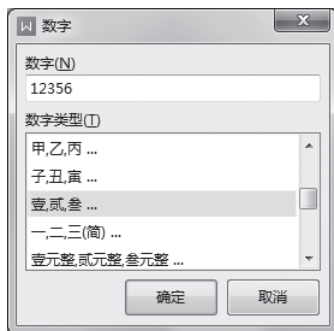 数字
数字(N)
12356
数字类型(T)
甲,乙,丙 ...
子,丑,寅 ...
壹,贰,叁 ...
一,二,三(简) ...
壹元整,贰元整,叁元整 ...
确定
取消